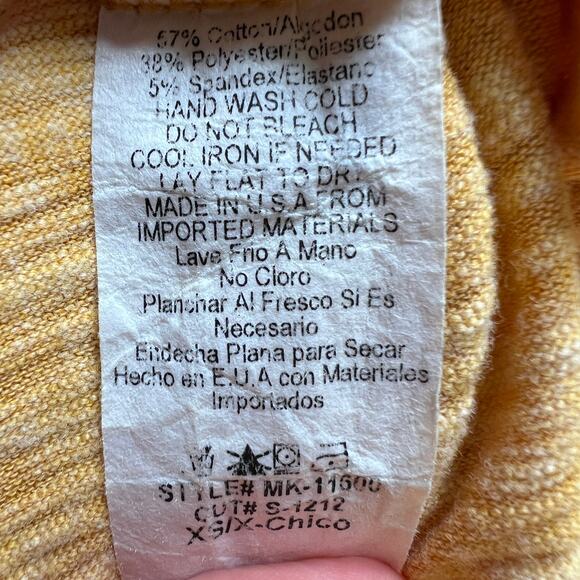 57% Cotton/Algodon
38% Polyester/Poliester
5% Spandex/Elastano
HAND WASH COLD
DO NOT BLEACH
COOL IRON IF NEEDED
LAY FLAT TO DRY
MADE IN U.S.A FROM
IMPORTED MATERIALS
Lave Frio A Mano
No Cloro
Planchar Al Fresco Si Es
Necesario
Endecha Plana para Secar
Hecho en E.U.A con Materiales
Importados
STYLE# MK-11600
CUT# S-1212
XS/X-Chico